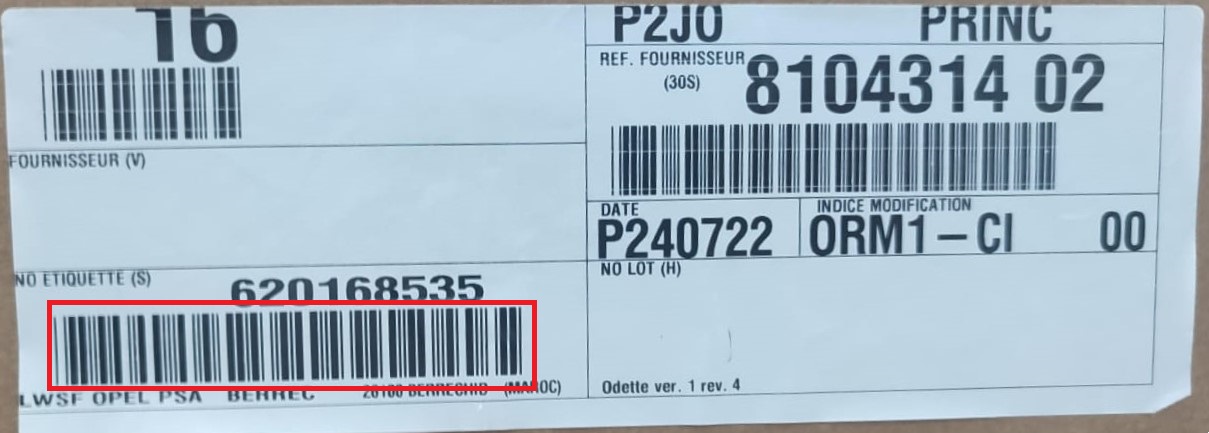 16
FOURNISSEUR (V)
NO ETIQUETTE (S)
620168535
LWSF OPEL PSA BERREC 26100 BERRECHID (MAROC)
P2JO PRINC
REF. FOURNISSEUR
(30S)
8104314 02
DATE
P240722
INDICE MODIFICATION
ORM1-CI 00
NO LOT (H)
Odette ver. 1 rev. 4